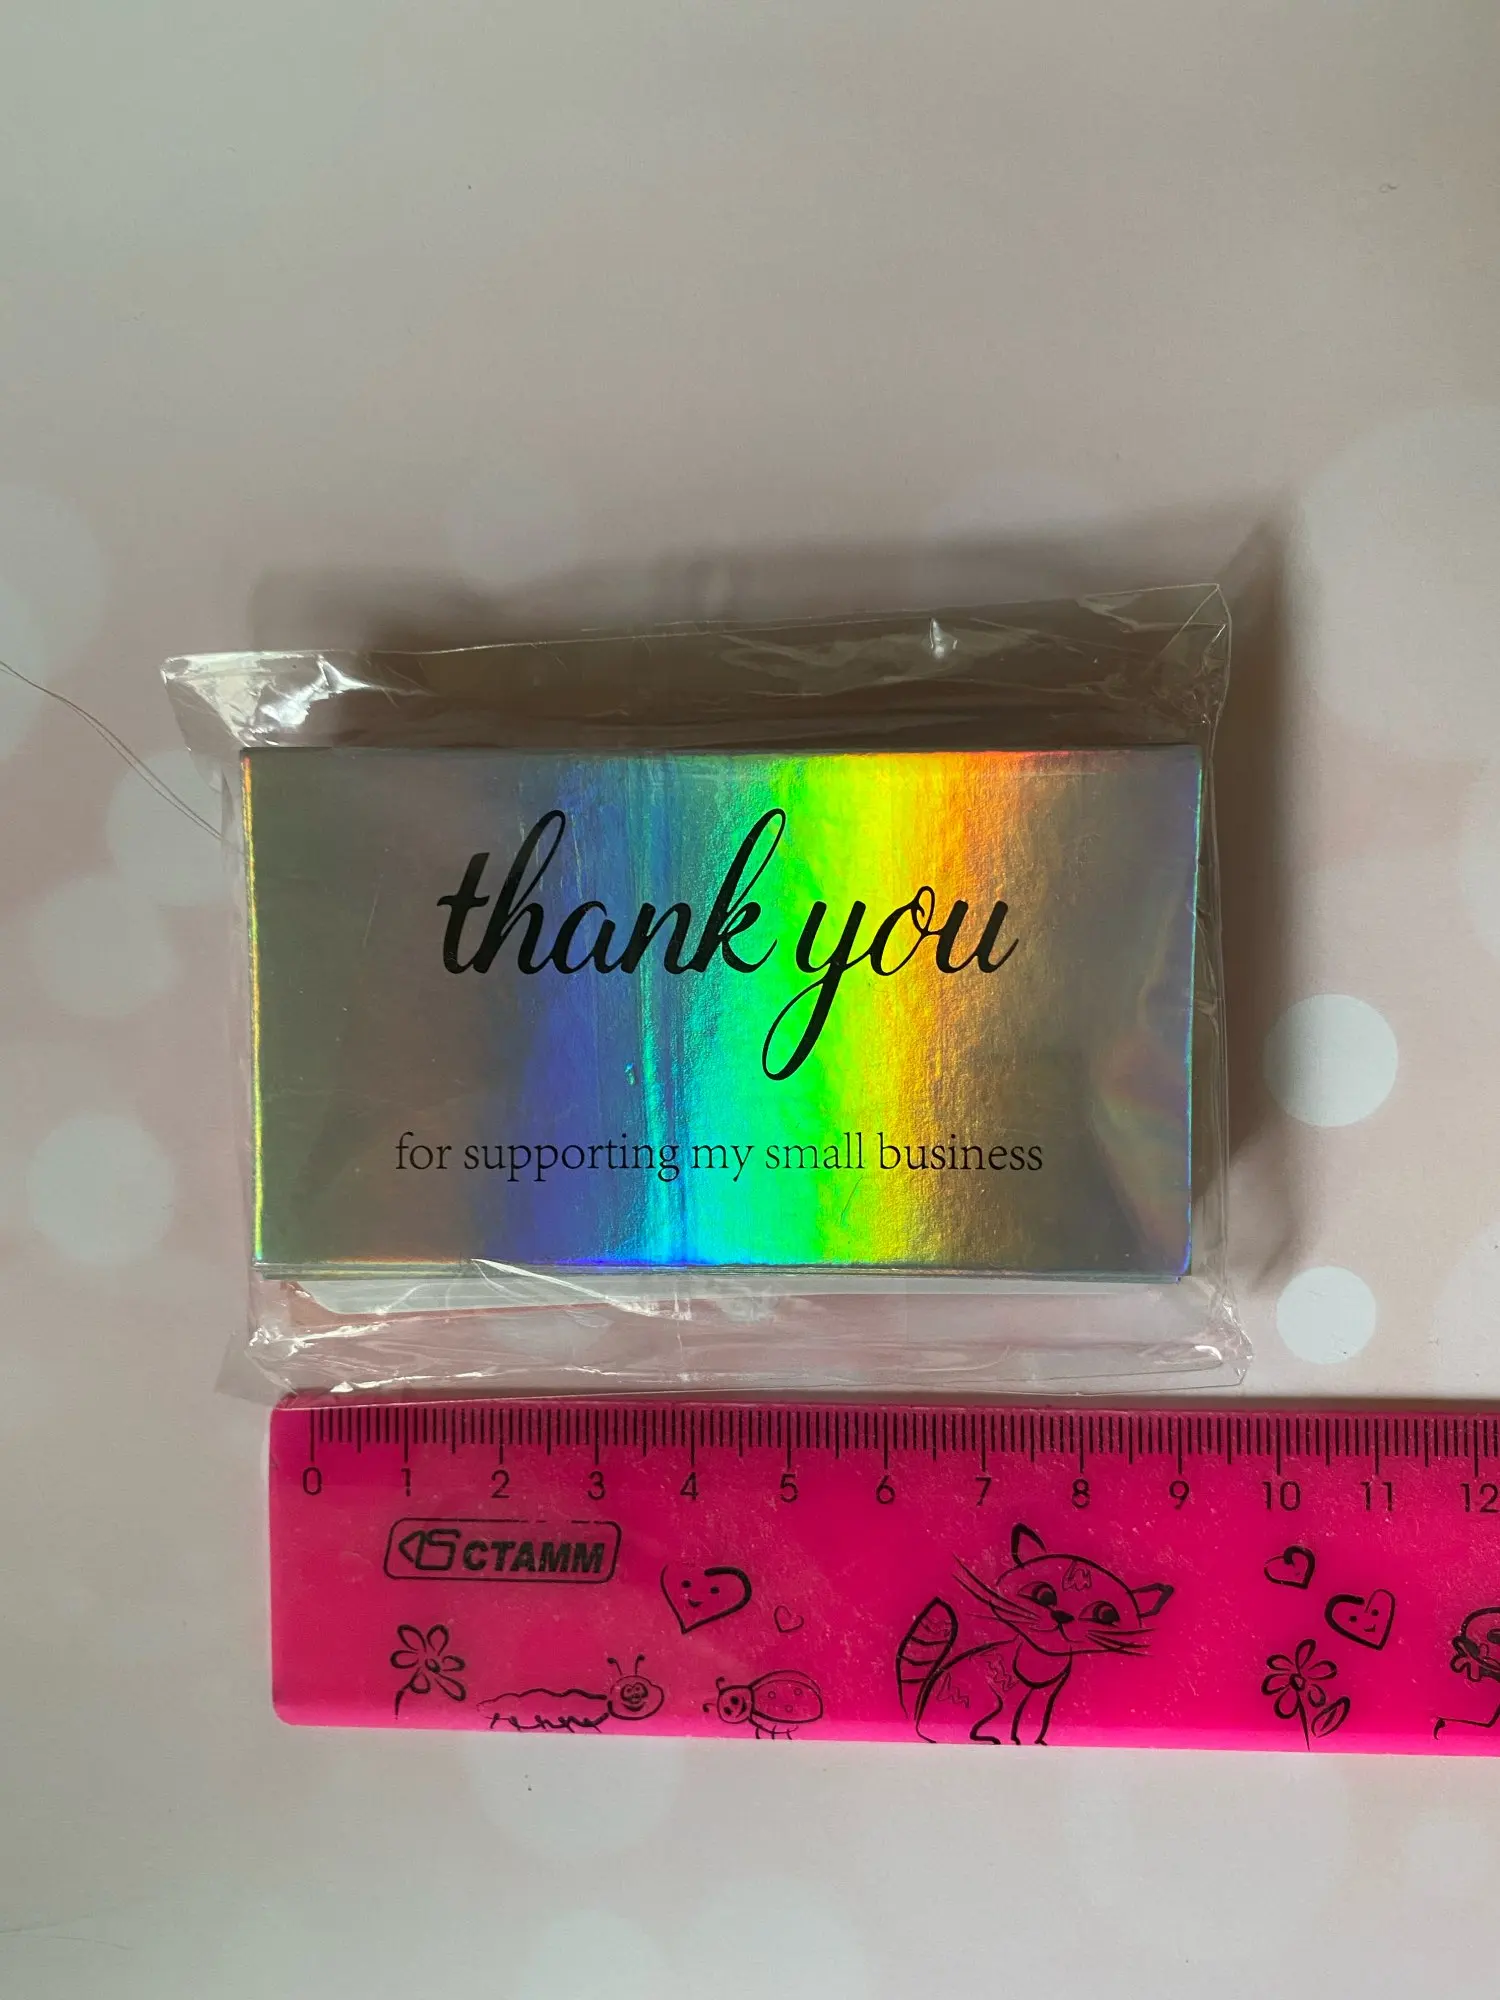 thank you
for supporting my small business
0 1 2 3 4 5 6 7 8 9 10 11 12
СТАММ